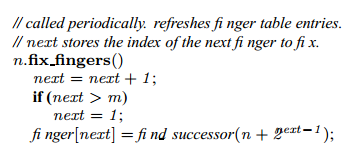 // called periodically. refreshes fi nger table entries.
// next stores the index of the next fi nger to fi x.
n.fix_fingers()
next = next + 1;
if (next > m)
next = 1;
fi nger[next] = fi nd successor(n + 2^{next-1});